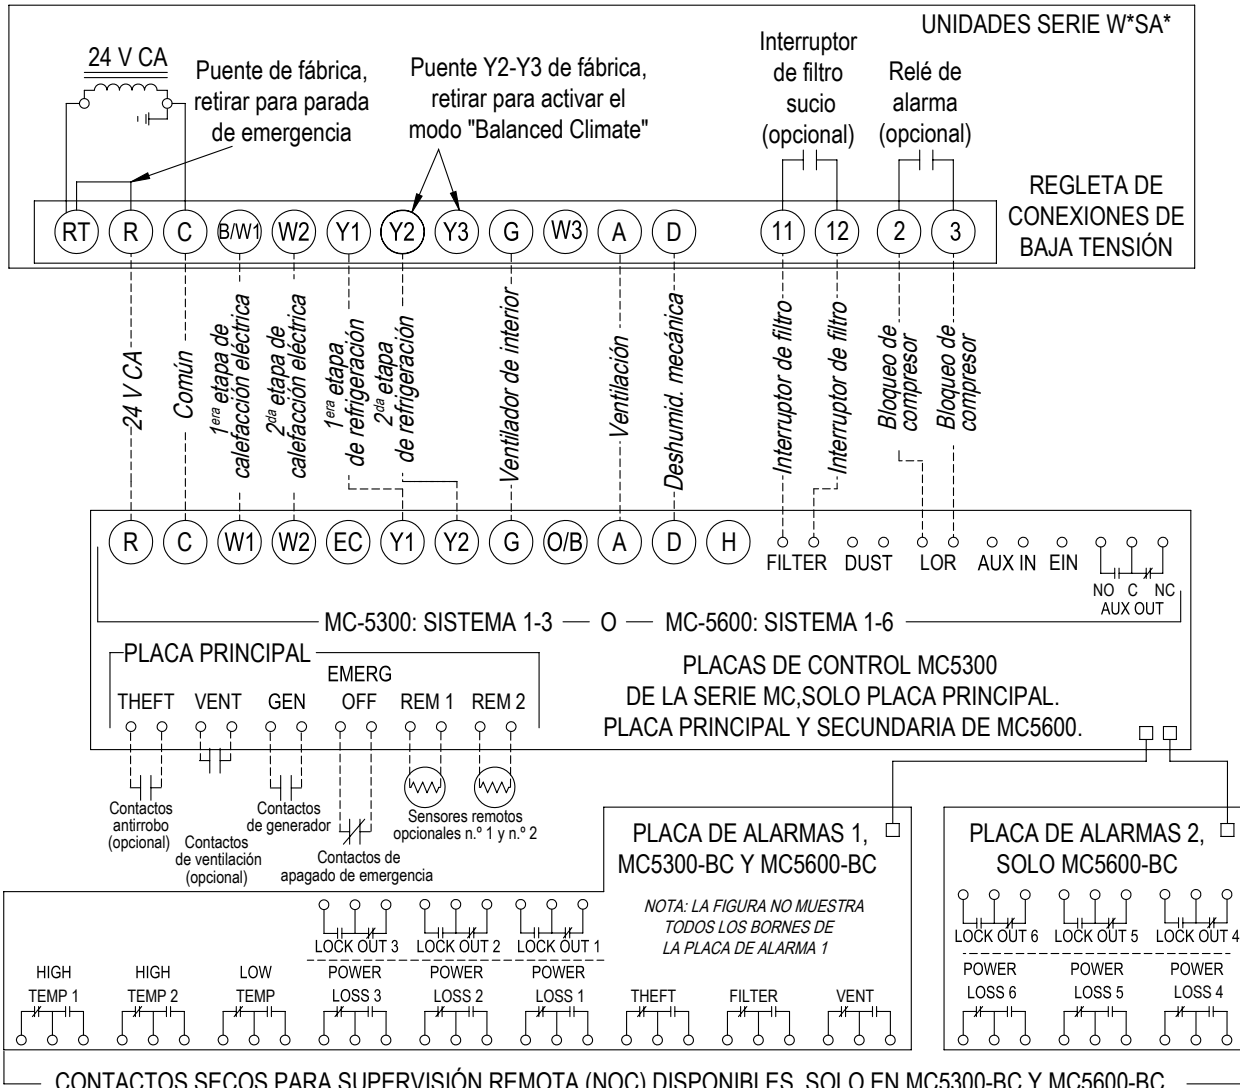 UNIDADES SERIE W*SA*
24 V CA
Puente de fábrica,
retirar para parada
de emergencia
Puente Y2-Y3 de fábrica,
retirar para activar el
modo "Balanced Climate"
Interruptor
de filtro
sucio
(opcional)
Relé de
alarma
(opcional)
REGLETA DE
CONEXIONES DE
BAJA TENSIÓN
RT R C B/W1 W2 Y1 Y2 Y3 G W3 A D 11 12 2 3
24 V CA
Común
1era etapa de
calefacción eléctrica
2da etapa de
calefacción eléctrica
1era etapa
de refrigeración
2da etapa
de refrigeración
Ventilador de interior
Ventilación
Deshumid. mecánica
Interruptor de filtro
Interruptor de filtro
Bloqueo de
compresor
Bloqueo de
compresor
R C W1 W2 EC Y1 Y2 G O/B A D H
FILTER DUST LOR AUX IN EIN
NO C NC
AUX OUT
MC-5300: SISTEMA 1-3 O MC-5600: SISTEMA 1-6
PLACA PRINCIPAL
THEFT VENT GEN EMERG OFF REM 1 REM 2
PLACAS DE CONTROL MC5300
DE LA SERIE MC,SOLO PLACA PRINCIPAL.
PLACA PRINCIPAL Y SECUNDARIA DE MC5600.
Contactos
antirrobo
(opcional)
Contactos
de ventilación
(opcional)
Contactos
de generador
Contactos de
apagado de emergencia
Sensores remotos
opcionales n.º 1 y n.º 2
PLACA DE ALARMAS 1,
MC5300-BC Y MC5600-BC
NOTA: LA FIGURA NO MUESTRA
TODOS LOS BORNES DE
LA PLACA DE ALARMA 1
LOCK OUT 3 LOCK OUT 2 LOCK OUT 1
HIGH
TEMP 1
HIGH
TEMP 2
LOW
TEMP
POWER
LOSS 3
POWER
LOSS 2
POWER
LOSS 1
THEFT
FILTER
VENT
PLACA DE ALARMAS 2,
SOLO MC5600-BC
LOCK OUT 6 LOCK OUT 5 LOCK OUT 4
POWER
LOSS 6
POWER
LOSS 5
POWER
LOSS 4
CONTACTOS SECOS PARA SUPERVISIÓN REMOTA (NOC) DISPONIBLES, SOLO EN MC5300-BC Y MC5600-BC